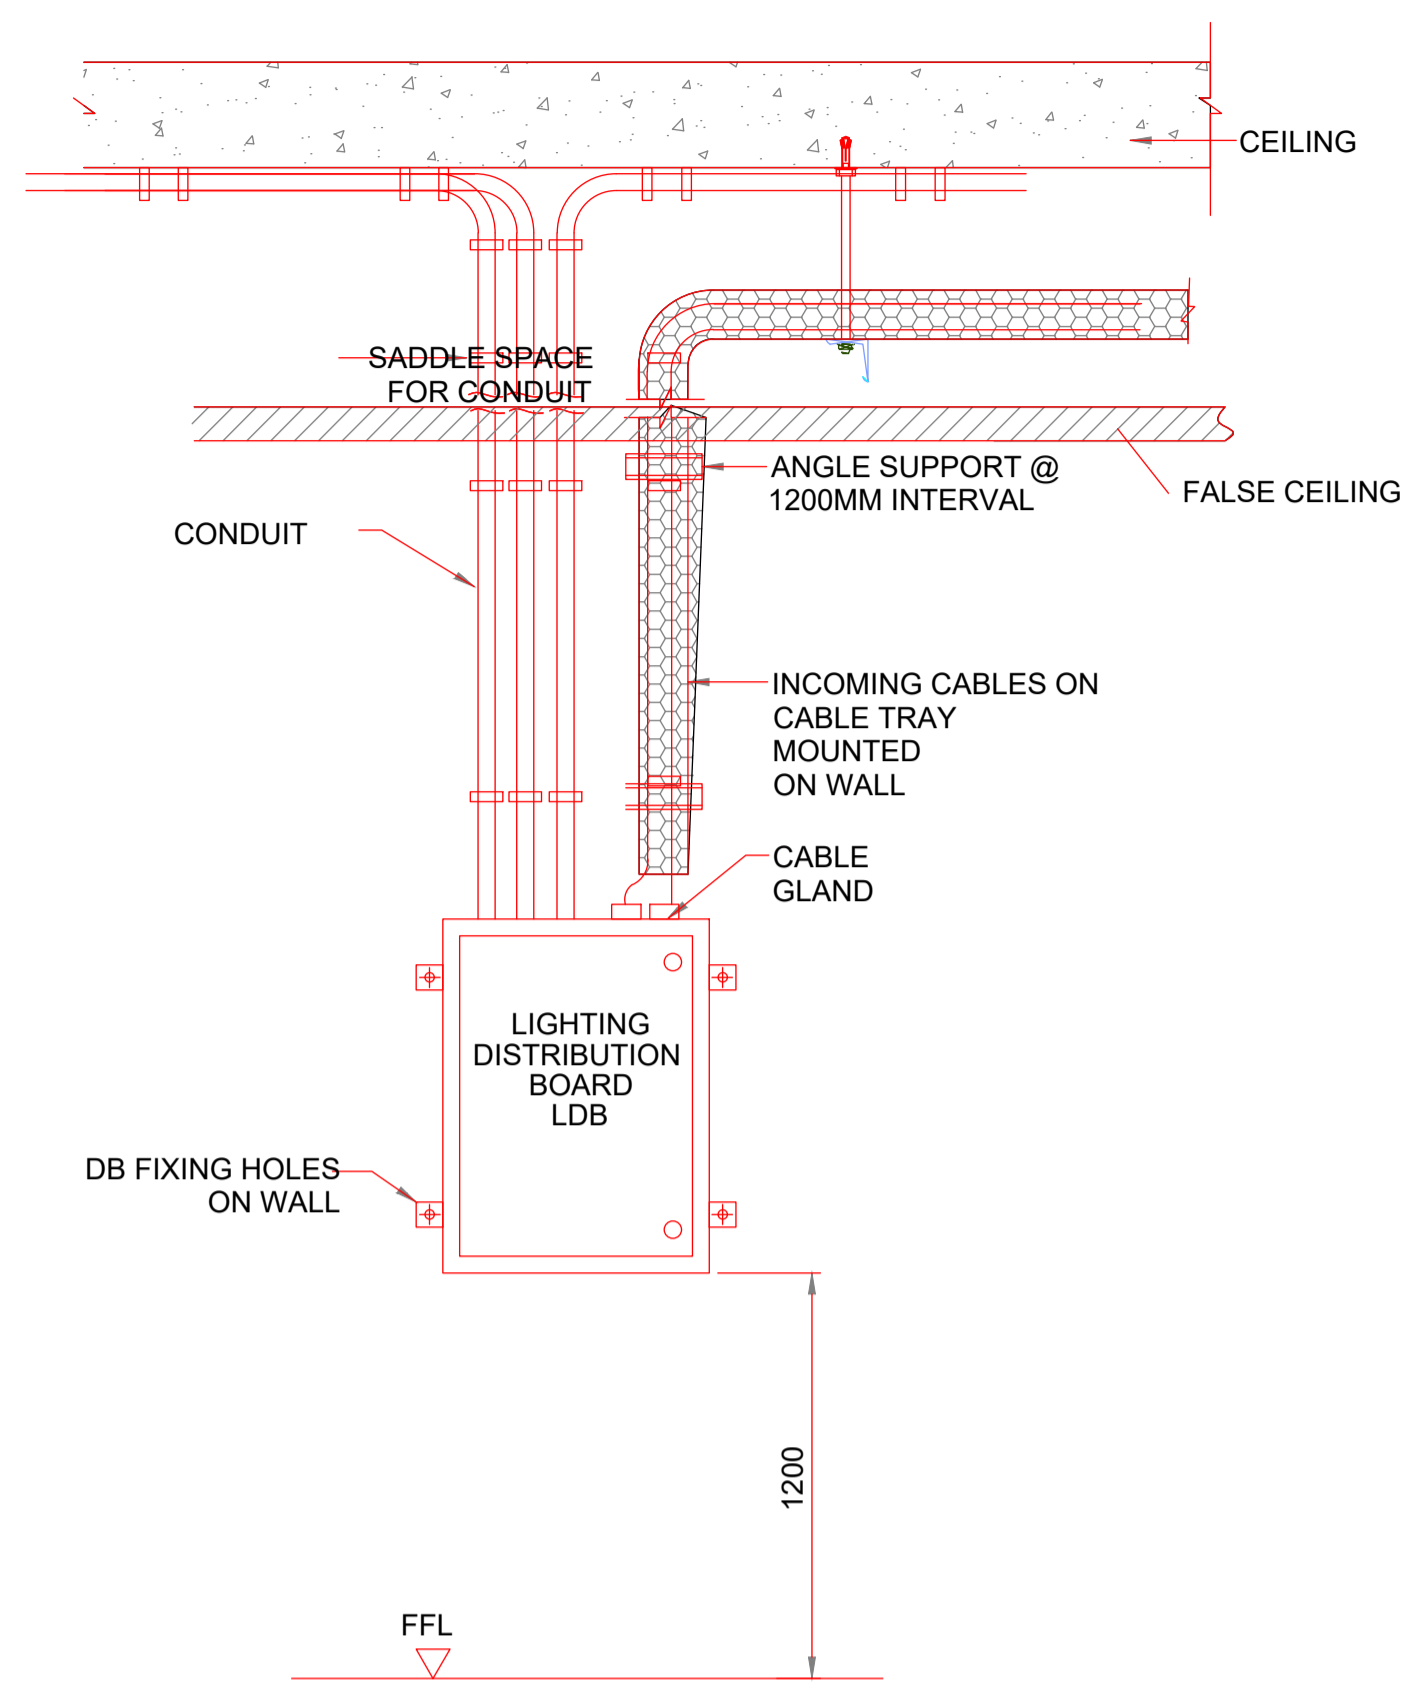 CEILING
SADDLE SPACE
FOR CONDUIT
ANGLE SUPPORT @
1200MM INTERVAL
FALSE CEILING
CONDUIT
INCOMING CABLES ON
CABLE TRAY
MOUNTED
ON WALL
CABLE
GLAND
LIGHTING
DISTRIBUTION
BOARD
LDB
DB FIXING HOLES
ON WALL
1200
FFL